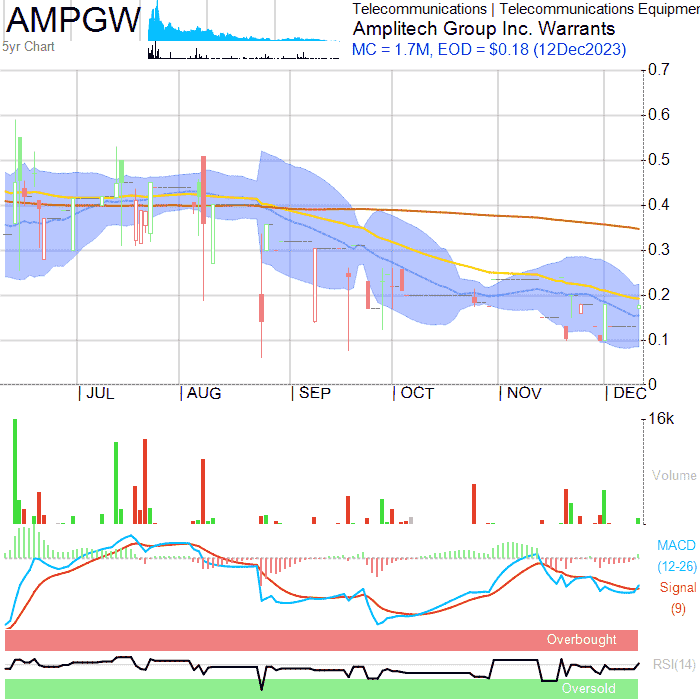 AMPGW
5yr Chart
Telecommunications | Telecommunications Equipmen
Amplitech Group Inc. Warrants
MC = 1.7M, EOD = $0.18 (12Dec2023)
0.7
0.6
0.5
0.4
0.3
0.2
0.1
0
JUL AUG SEP OCT NOV DEC
16k
Volume
MACD
(12-26)
Signal
(9)
Overbought
RSI(14)
Oversold